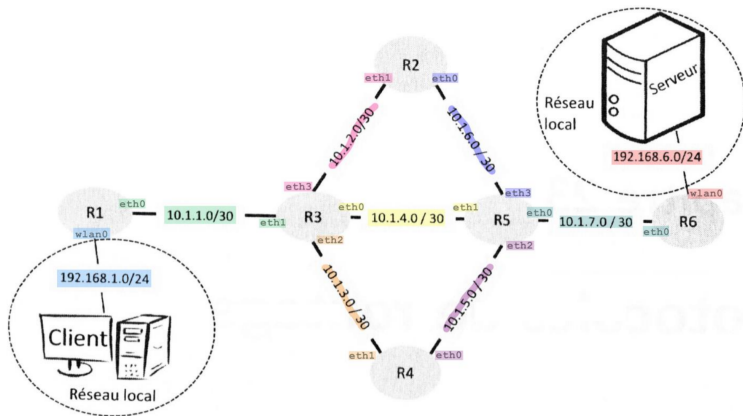 R2
eth1
eth0
10.1.2.0/30
10.1.6.0 / 30
Réseau
local
Serveur
192.168.6.0/24
wlan0
R1
eth0
10.1.1.0/30
eth3
eth1
R3
eth0
10.1.4.0 / 30
eth1
R5
eth3
eth0
10.1.7.0 / 30
eth0
R6
wlan0
eth2
eth2
192.168.1.0/24
10.1.3.0 / 30
10.1.5.0 / 30
Client
eth1
eth0
R4
Réseau local